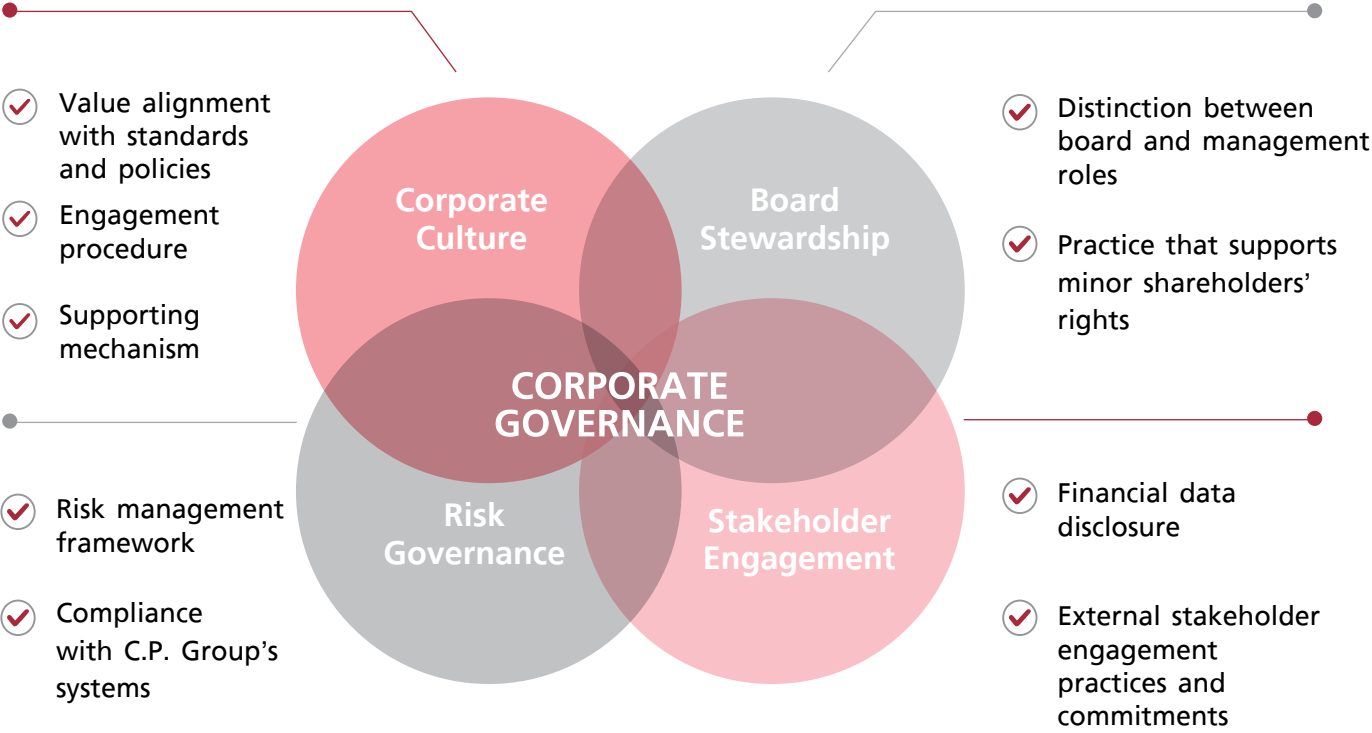 Value alignment
with standards
and policies
Engagement
procedure
Supporting
mechanism
Corporate
Culture
Board
Stewardship
Distinction between
board and management
roles
Practice that supports
minor shareholders’
rights
CORPORATE
GOVERNANCE
Risk management
framework
Compliance
with C.P. Group’s
systems
Risk
Governance
Stakeholder
Engagement
Financial data
disclosure
External stakeholder
engagement
practices and
commitments